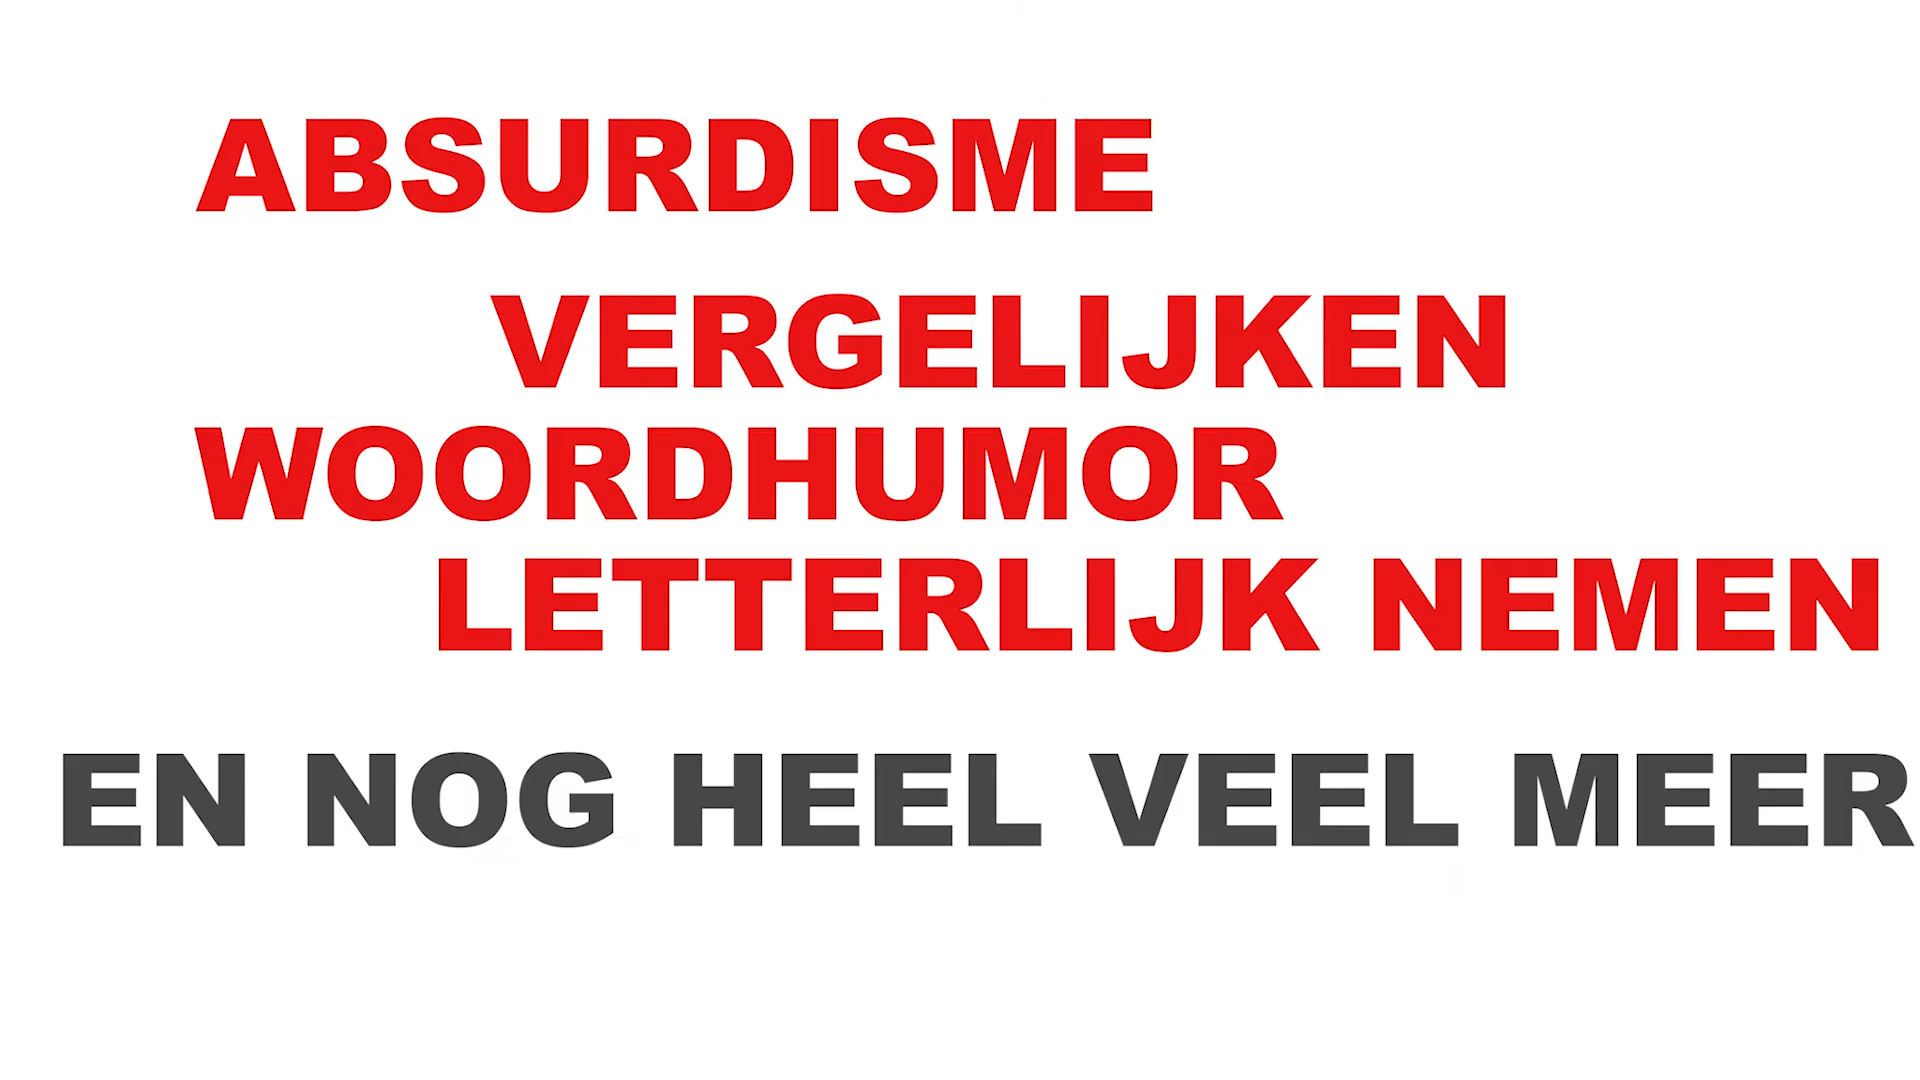 ABSURDISME
VERGELIJKEN
WOORDHUMOR
LETTERLIJK NEMEN
EN NOG HEEL VEEL MEER